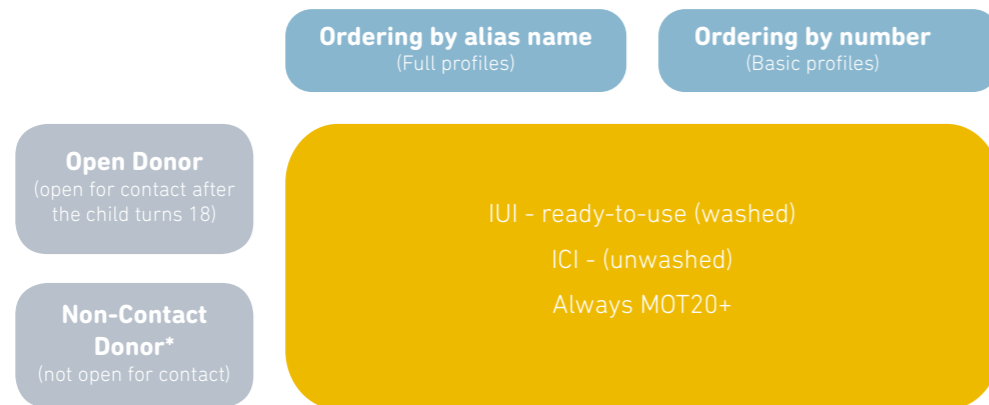 Ordering by alias name
(Full profiles)
Ordering by number
(Basic profiles)
Open Donor
(open for contact after
the child turns 18)
IUI - ready-to-use (washed)
ICI - (unwashed)
Always MOT20+
Non-Contact
Donor*
(not open for contact)